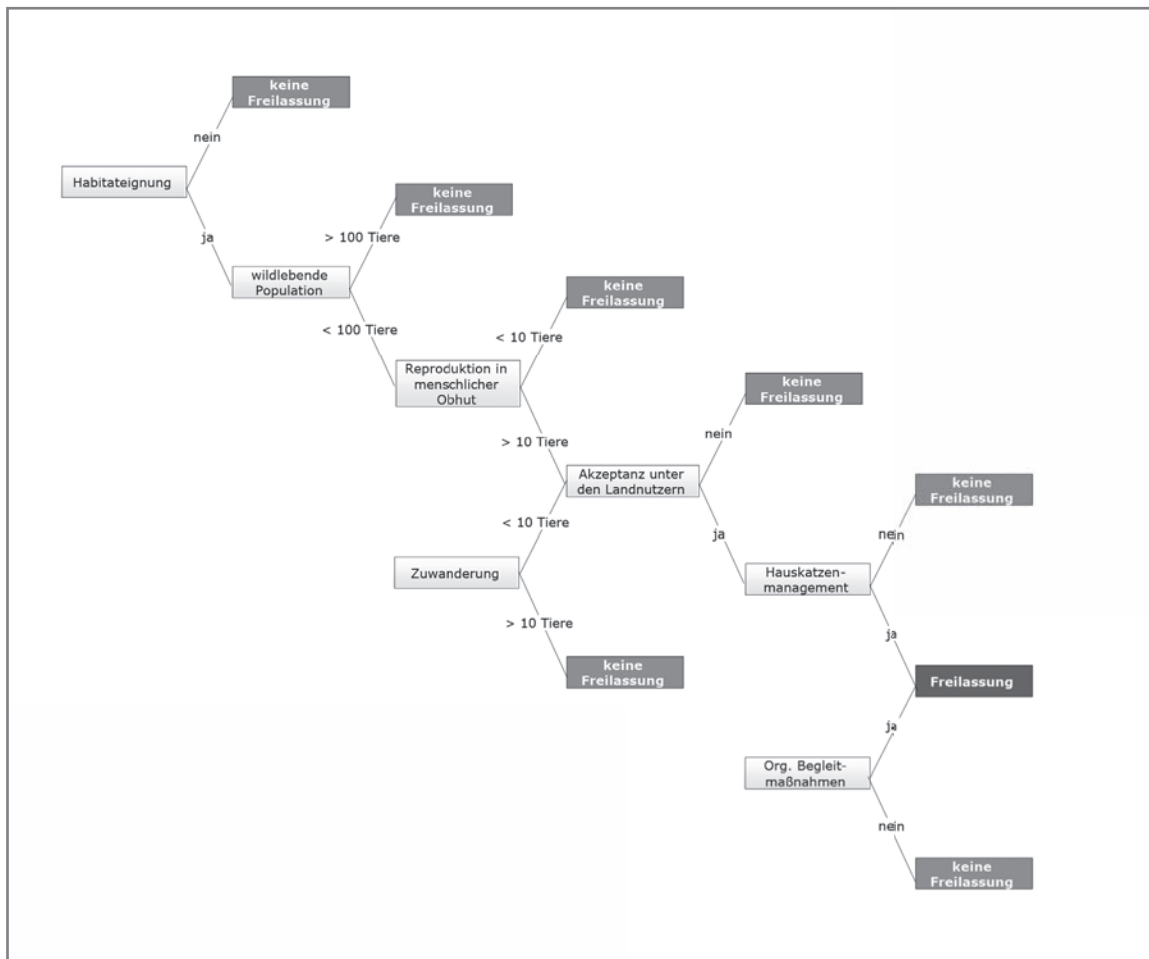 keine
Freilassung
nein
Habitateignung
keine
Freilassung
ja
> 100 Tiere
wildlebende
Population
keine
Freilassung
< 100 Tiere
< 10 Tiere
Reproduktion in
menschlicher
Obhut
keine
Freilassung
> 10 Tiere
nein
Akzeptanz unter
den Landnutzern
keine
Freilassung
< 10 Tiere
ja
nein
Zuwanderung
Hauskatzen-
management
> 10 Tiere
ja
keine
Freilassung
Freilassung
ja
Org. Begleit-
maßnahmen
nein
keine
Freilassung